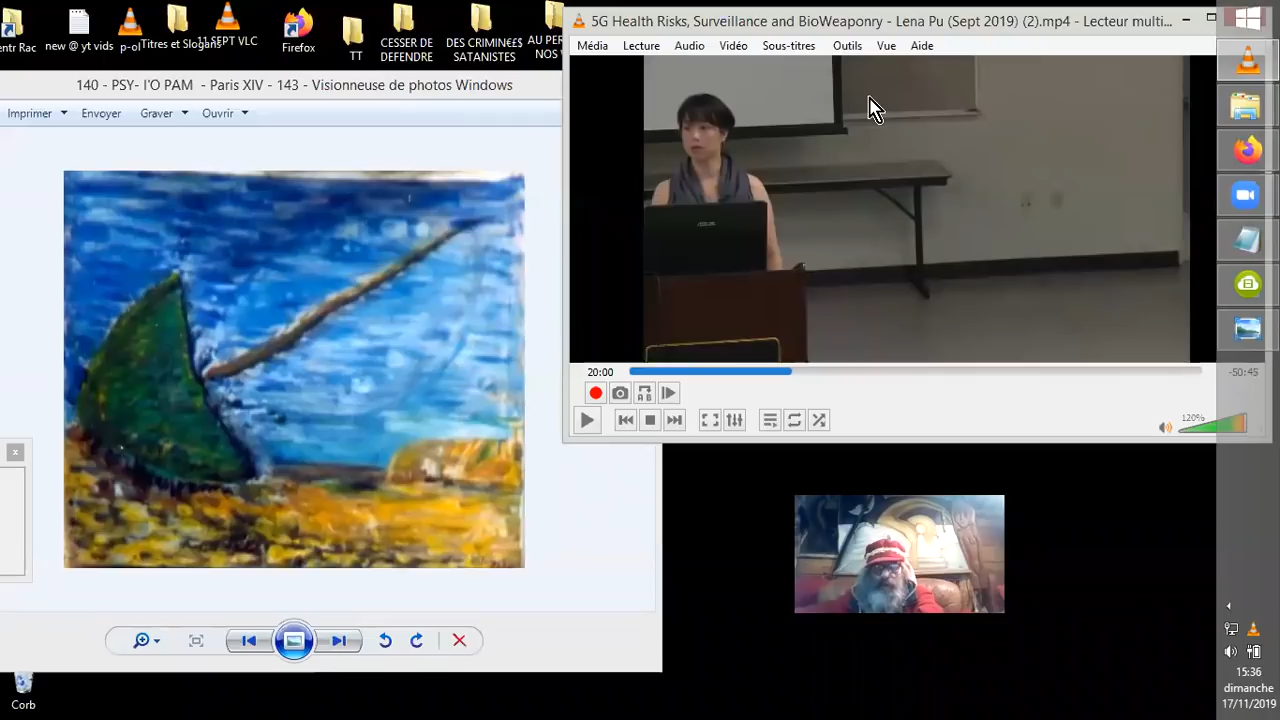 ntr Rac
new @ yt vids
p-ol
Titres et Slogans
11 SEPT VLC
Firefox
TT
CESSER DE
DEFENDRE
DES CRIMIN€£$
SATANISTES
AU PER
NOS
140 - PSY- l'O PAM - Paris XIV - 143 - Visionneuse de photos Windows
Imprimer
Envoyer
Graver
Ouvrir
5G Health Risks, Surveillance and BioWeaponry - Lena Pu (Sept 2019) (2).mp4 - Lecteur multi...
Média
Lecture
Audio
Vidéo
Sous-titres
Outils
Vue
Aide
ASUS
20:00
-50:45
120%
15:36
dimanche
17/11/2019
Corb